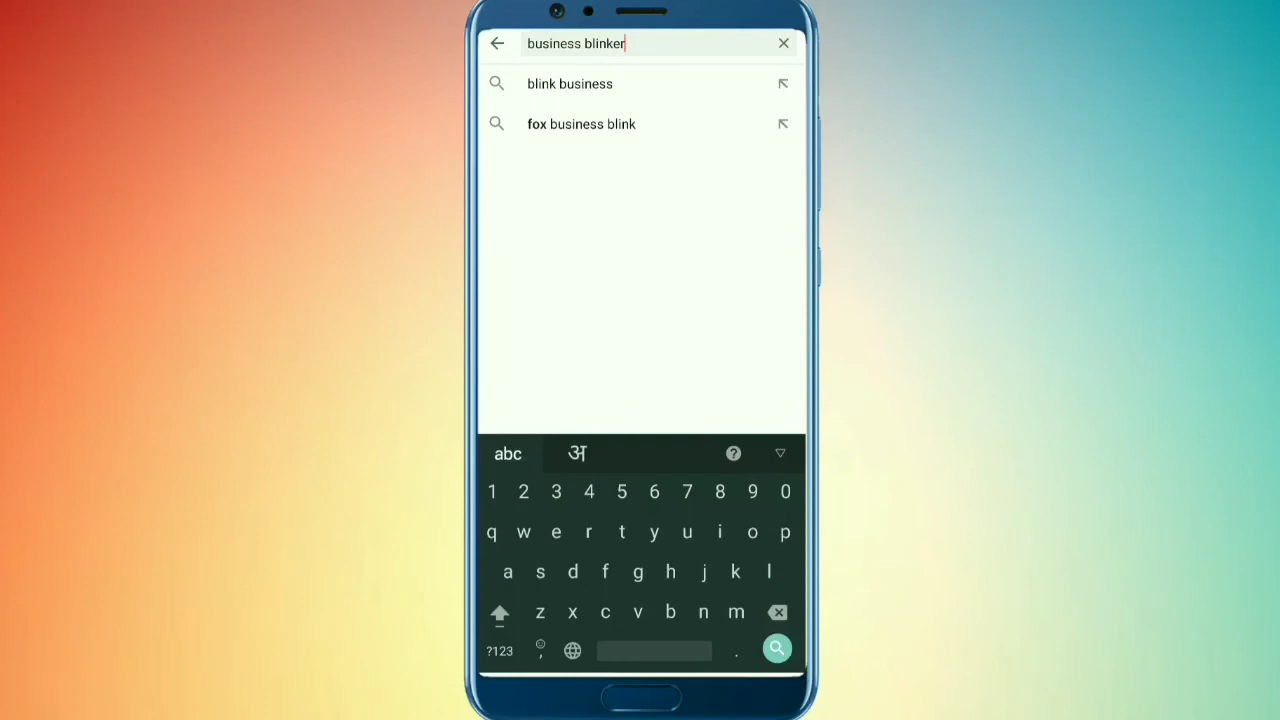 business blinker
blink business
fox business blink
abc अ ?
1 2 3 4 5 6 7 8 9 0
q w e r t y u i o p
a s d f g h j k l
z x c v b n m
?123 , .